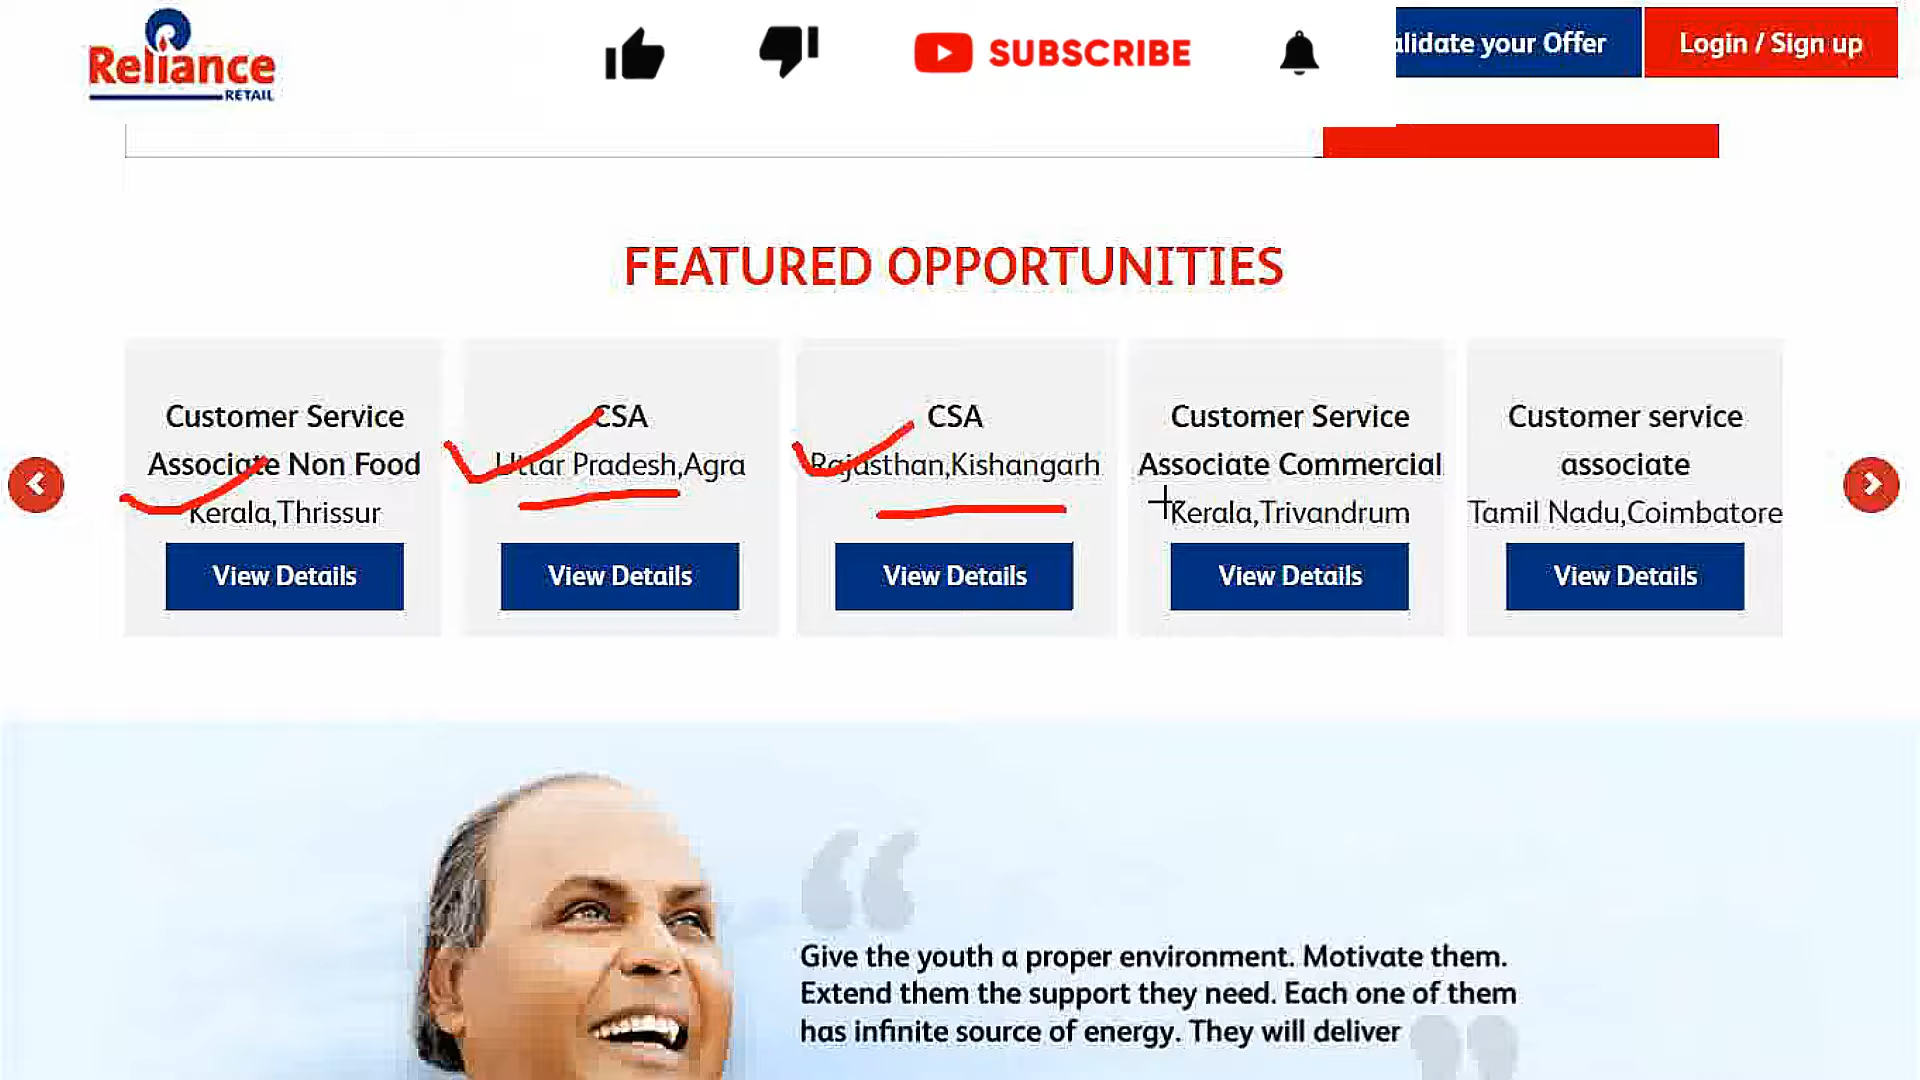 Reliance
RETAIL
SUBSCRIBE
alidate your Offer
Login / Sign up
FEATURED OPPORTUNITIES
Customer Service
Associate Non Food
Kerala,Thrissur
View Details
CSA
Uttar Pradesh,Agra
View Details
CSA
Rajasthan,Kishangarh
View Details
Customer Service
Associate Commercial
Kerala,Trivandrum
View Details
Customer service
associate
Tamil Nadu,Coimbatore
View Details
Give the youth a proper environment. Motivate them.
Extend them the support they need. Each one of them
has infinite source of energy. They will deliver